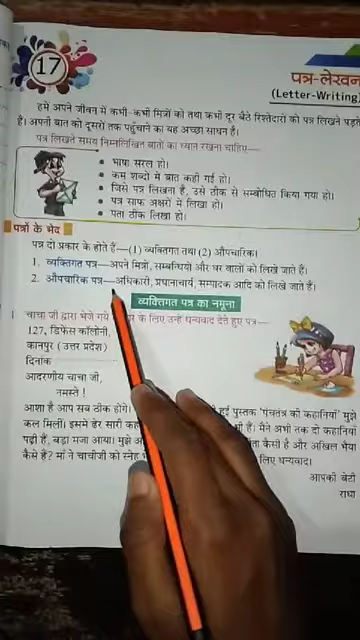 17
पत्र-लेखन
(Letter-Writing)
हमें अपने जीवन में कभी-कभी मित्रों को तथा कभी दूर बैठे रिश्तेदारों को पत्र लिखने पड़ते
हैं। अपनी बात को दूसरों तक पहुँचाने का यह अच्छा साधन है।
पत्र लिखते समय निम्नलिखित बातों का ध्यान रखना चाहिए—
• भाषा सरल हो।
• कम शब्दों में बात कही गई हो।
• जिसे पत्र लिखना है, उसे ठीक से सम्बोधित किया गया हो।
• पत्र साफ अक्षरों में लिखा हो।
• पता ठीक लिखा हो।
पत्रों के भेद
पत्र दो प्रकार के होते हैं—(1) व्यक्तिगत तथा (2) औपचारिक।
1. व्यक्तिगत पत्र—अपने मित्रों, सम्बन्धियों और घर वालों को लिखे जाते हैं।
2. औपचारिक पत्र—अधिकारी, प्रधानाचार्य, सम्पादक आदि को लिखे जाते हैं।
व्यक्तिगत पत्र का नमूना
1 चाचा जी द्वारा भेजे गये के लिए उन्हें धन्यवाद देते हुए पत्र—
127, डिफेंस कॉलोनी,
कानपुर (उत्तर प्रदेश)
दिनांक
आदरणीय चाचा जी,
नमस्ते !
आशा है आप सब ठीक होंगे। हुई पुस्तक 'पंचतंत्र की कहानियाँ' मुझे
कल मिलीं। इसमें ढेर सारी हैं। मैंने अभी तक दो कहानियाँ
पढ़ी हैं, बड़ा मजा आया। मुझे कैसी है और अखिल भैया
कैसे हैं? माँ ने चाचीजी को स्नेह लिए धन्यवाद।
आपकी बेटी
राधा